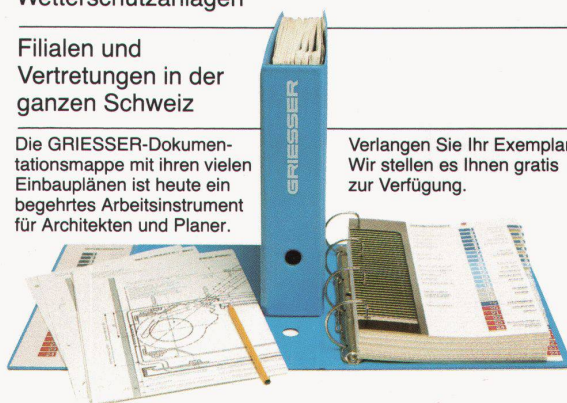 Wetterschutzanlagen
Filialen und
Vertretungen in der
ganzen Schweiz
Die GRIESSER-Dokumen-
tationsmappe mit ihren vielen
Einbauplänen ist heute ein
begehrtes Arbeitsinstrument
für Architekten und Planer.
GRIESSER
Verlangen Sie Ihr Exemplar
Wir stellen es Ihnen gratis
zur Verfügung.